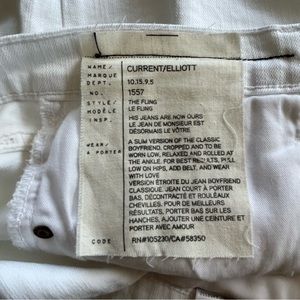 NAME/ CURRENT/ELLIOTT
MARQUE
DEPT. 10.15.9.5
NO. 1557
STYLE/ THE FLING
MODÈLE LE FLING
INSP. HIS JEANS ARE NOW OURS
LE JEAN DE MONSIEUR EST
DÉSORMAIS LE VÔTRE
WEAR/ A SLIM VERSION OF THE CLASSIC
À PORTER BOYFRIEND, CROPPED AND TO BE
WORN LOW, RELAXED AND ROLLED AT
THE ANKLE. FOR BEST RESULTS, PULL
LOW ON HIPS, ADD BELT, AND WEAR
WITH LOVE
VERSION ÉTROITE DU JEAN BOYFRIEND
CLASSIQUE, JEAN COURT À PORTER
BAS, DÉCONTRACTÉ ET ROULÉS
CHEVILLES. POUR DE MEILLEURS
RÉSULTATS, PORTER BAS SUR LES
HANCHES, AJOUTER UNE CEINTURE ET
PORTER AVEC AMOUR
CODE RN#105230/CA#58350